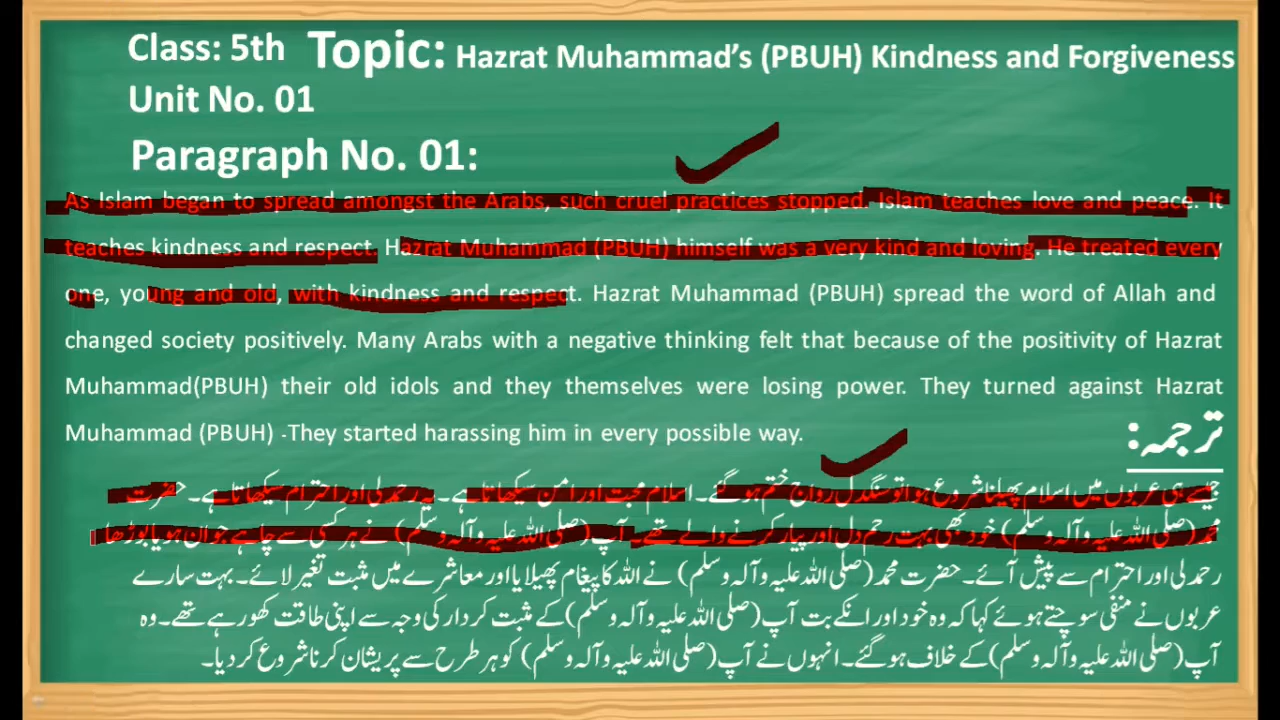 Class: 5th Topic: Hazrat Muhammad’s (PBUH) Kindness and Forgiveness
Unit No. 01
Paragraph No. 01:
As Islam began to spread amongst the Arabs, such cruel practices stopped. Islam teaches love and peace. It
teaches kindness and respect. Hazrat Muhammad (PBUH) himself was a very kind and loving. He treated every
one, young and old, with kindness and respect. Hazrat Muhammad (PBUH) spread the word of Allah and
changed society positively. Many Arabs with a negative thinking felt that because of the positivity of Hazrat
Muhammad(PBUH) their old idols and they themselves were losing power. They turned against Hazrat
Muhammad (PBUH) -They started harassing him in every possible way.
ترجمہ:
جیسے ہی عربوں میں اسلام پھیلنا شروع ہوا تو سنگدل رواج ختم ہو گئے۔ اسلام محبت اور امن سیکھاتا ہے۔ یہ رحمدلی اور احترام سیکھاتا ہے۔ حضرت
محمد (صلی اللہ علیہ وآلہ وسلم) خود بھی بہت رحم دل اور پیار کرنے والے تھے۔ آپ (صلی اللہ علیہ وآلہ وسلم) نے ہر کسی سے چاہے جوان ہو یا بوڑھا
رحمدلی اور احترام سے پیش آئے۔ حضرت محمد (صلی اللہ علیہ وآلہ وسلم) نے اللہ کا پیغام پھیلایا اور معاشرے میں مثبت تغیر لائے۔ بہت سارے
عربوں نے منفی سوچتے ہوئے کہا کہ وہ خود اور انکے بت آپ (صلی اللہ علیہ وآلہ وسلم) کے مثبت کردار کی وجہ سے اپنی طاقت کھو رہے تھے۔ وہ
آپ (صلی اللہ علیہ وآلہ وسلم) کے خلاف ہو گئے۔ انہوں نے آپ (صلی اللہ علیہ وآلہ وسلم) کو ہر طرح سے پریشان کرنا شروع کر دیا۔